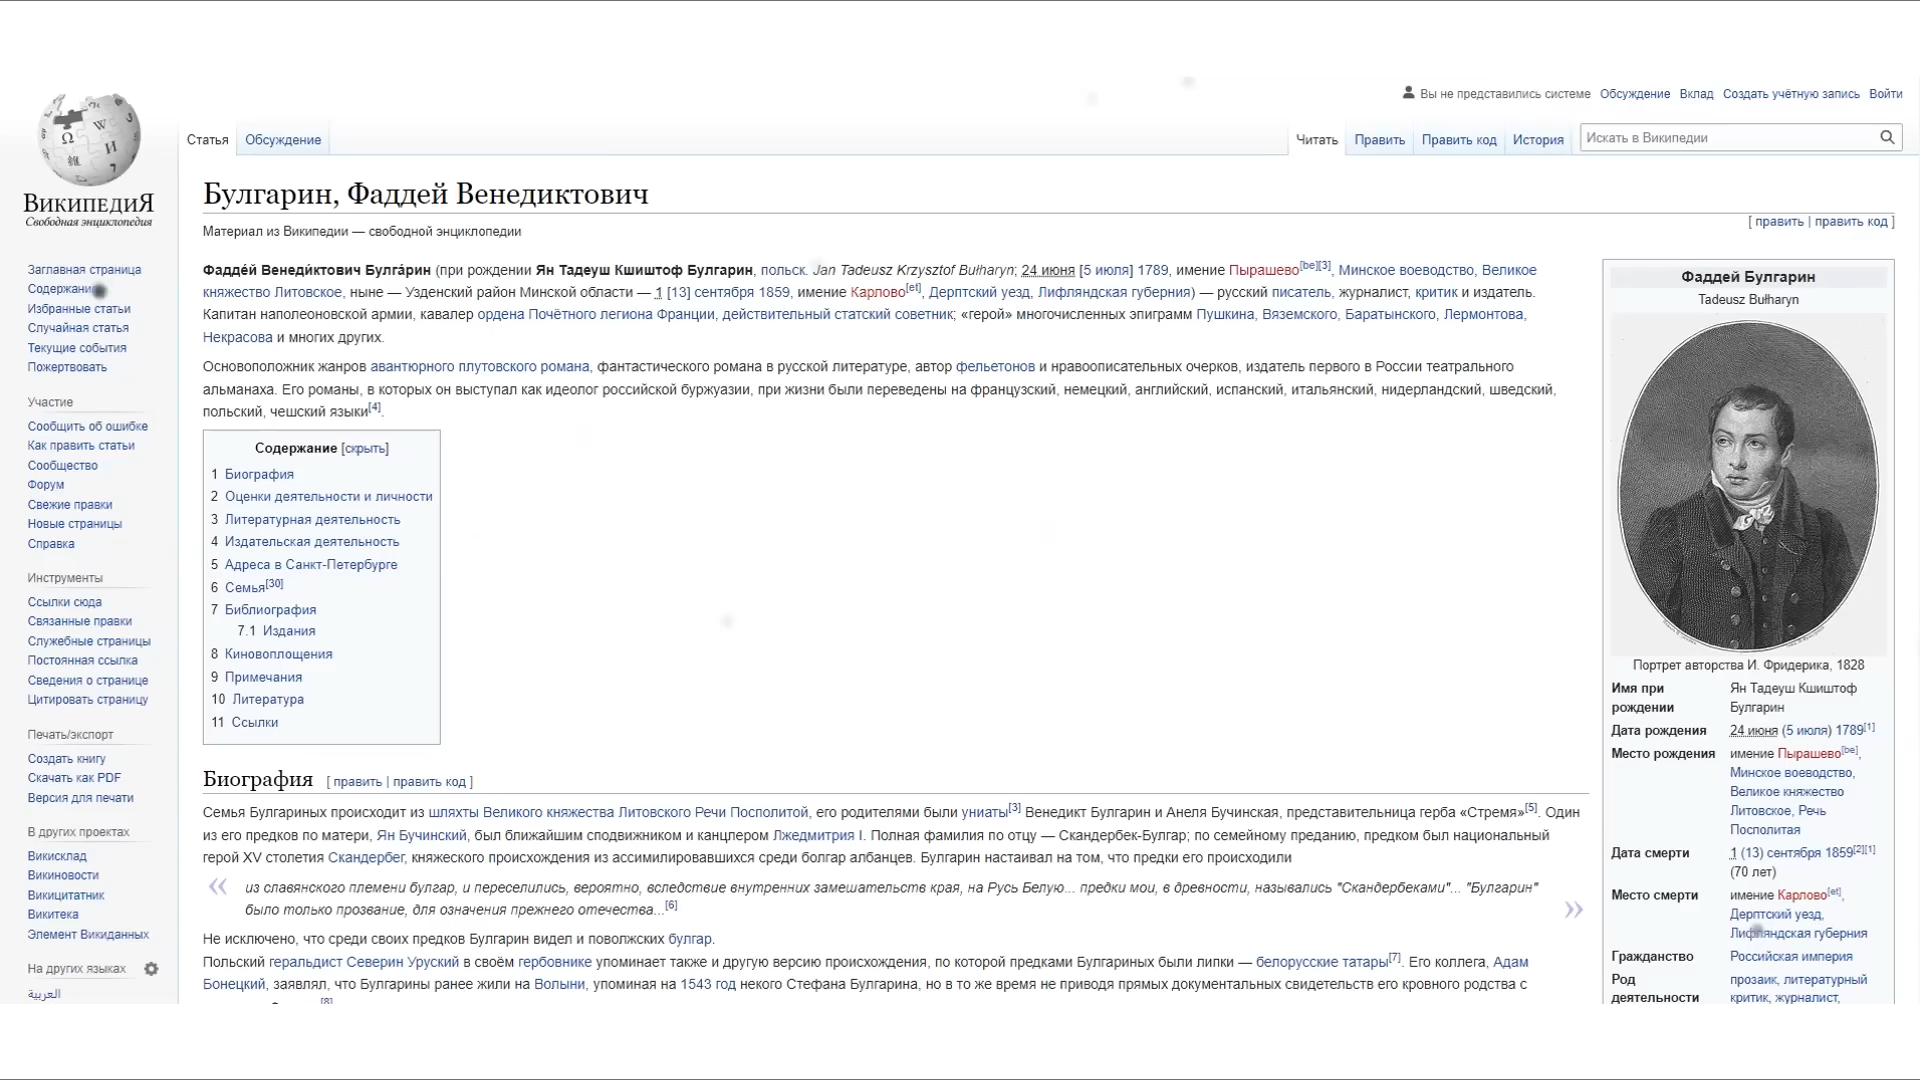 Вы не представились системе Обсуждение Вклад Создать учётную запись Войти
Статья Обсуждение Читать Править Править код История Искать в Википедии
ВикипедиЯ
Свободная энциклопедия
Заглавная страница
Содержание
Избранные статьи
Случайная статья
Текущие события
Пожертвовать
Участие
Сообщить об ошибке
Как править статьи
Сообщество
Форум
Свежие правки
Новые страницы
Справка
Инструменты
Ссылки сюда
Связанные правки
Служебные страницы
Постоянная ссылка
Сведения о странице
Цитировать страницу
Печать/экспорт
Создать книгу
Скачать как PDF
Версия для печати
В других проектах
Викисклад
Викиновости
Викицитатник
Викитека
Элемент Викиданных
На других языках
العربية
Булгарин, Фаддей Венедиктович
[ править | править код ]
Материал из Википедии — свободной энциклопедии
Фадде́й Венеди́ктович Булга́рин (при рождении Ян Тадеуш Кшиштоф Булгарин, польск. Jan Tadeusz Krzysztof Bułharyn; 24 июня [5 июля] 1789, имение Пырашево[be][3], Минское воеводство, Великое
княжество Литовское, ныне — Узденский район Минской области — 1 [13] сентября 1859, имение Карлово[et], Дерптский уезд, Лифляндская губерния) — русский писатель, журналист, критик и издатель.
Капитан наполеоновской армии, кавалер ордена Почётного легиона Франции, действительный статский советник; «герой» многочисленных эпиграмм Пушкина, Вяземского, Баратынского, Лермонтова,
Некрасова и многих других.
Основоположник жанров авантюрного плутовского романа, фантастического романа в русской литературе, автор фельетонов и нравоописательных очерков, издатель первого в России театрального
альманаха. Его романы, в которых он выступал как идеолог российской буржуазии, при жизни были переведены на французский, немецкий, английский, испанский, итальянский, нидерландский, шведский,
польский, чешский языки[4].
Содержание [скрыть]
1 Биография
2 Оценки деятельности и личности
3 Литературная деятельность
4 Издательская деятельность
5 Адреса в Санкт-Петербурге
6 Семья[30]
7 Библиография
7.1 Издания
8 Киновоплощения
9 Примечания
10 Литература
11 Ссылки
Биография [ править | править код ]
Семья Булгариных происходит из шляхты Великого княжества Литовского Речи Посполитой, его родителями были униаты[3] Венедикт Булгарин и Анеля Бучинская, представительница герба «Стремя»[5]. Один
из его предков по матери, Ян Бучинский, был ближайшим сподвижником и канцлером Лжедмитрия I. Полная фамилия по отцу — Скандербек-Булгар; по семейному преданию, предком был национальный
герой XV столетия Скандербег, княжеского происхождения из ассимилировавшихся среди болгар албанцев. Булгарин настаивал на том, что предки его происходили
« из славянского племени булгар, и переселились, вероятно, вследствие внутренних замешательств края, на Русь Белую... предки мои, в древности, назывались "Скандербеками"... "Булгарин"
было только прозвание, для означения прежнего отечества...[6] »
Не исключено, что среди своих предков Булгарин видел и поволжских булгар.
Польский геральдист Северин Уруский в своём гербовнике упоминает также и другую версию происхождения, по которой предками Булгариных были липки — белорусские татары[7]. Его коллега, Адам
Бонецкий, заявлял, что Булгарины ранее жили на Волыни, упоминая на 1543 год некого Стефана Булгарина, но в то же время не приводя прямых документальных свидетельств его кровного родства с
[8]
Фаддей Булгарин
Tadeusz Bułharyn
Портрет авторства И. Фридерика, 1828
Имя при рождении Ян Тадеуш Кшиштоф Булгарин
Дата рождения 24 июня (5 июля) 1789[1]
Место рождения имение Пырашево[be],
Минское воеводство,
Великое княжество
Литовское, Речь
Посполитая
Дата смерти 1 (13) сентября 1859[2][1]
(70 лет)
Место смерти имение Карлово[et],
Дерптский уезд,
Лифляндская губерния
Гражданство Российская империя
Род деятельности прозаик, литературный
критик, журналист,